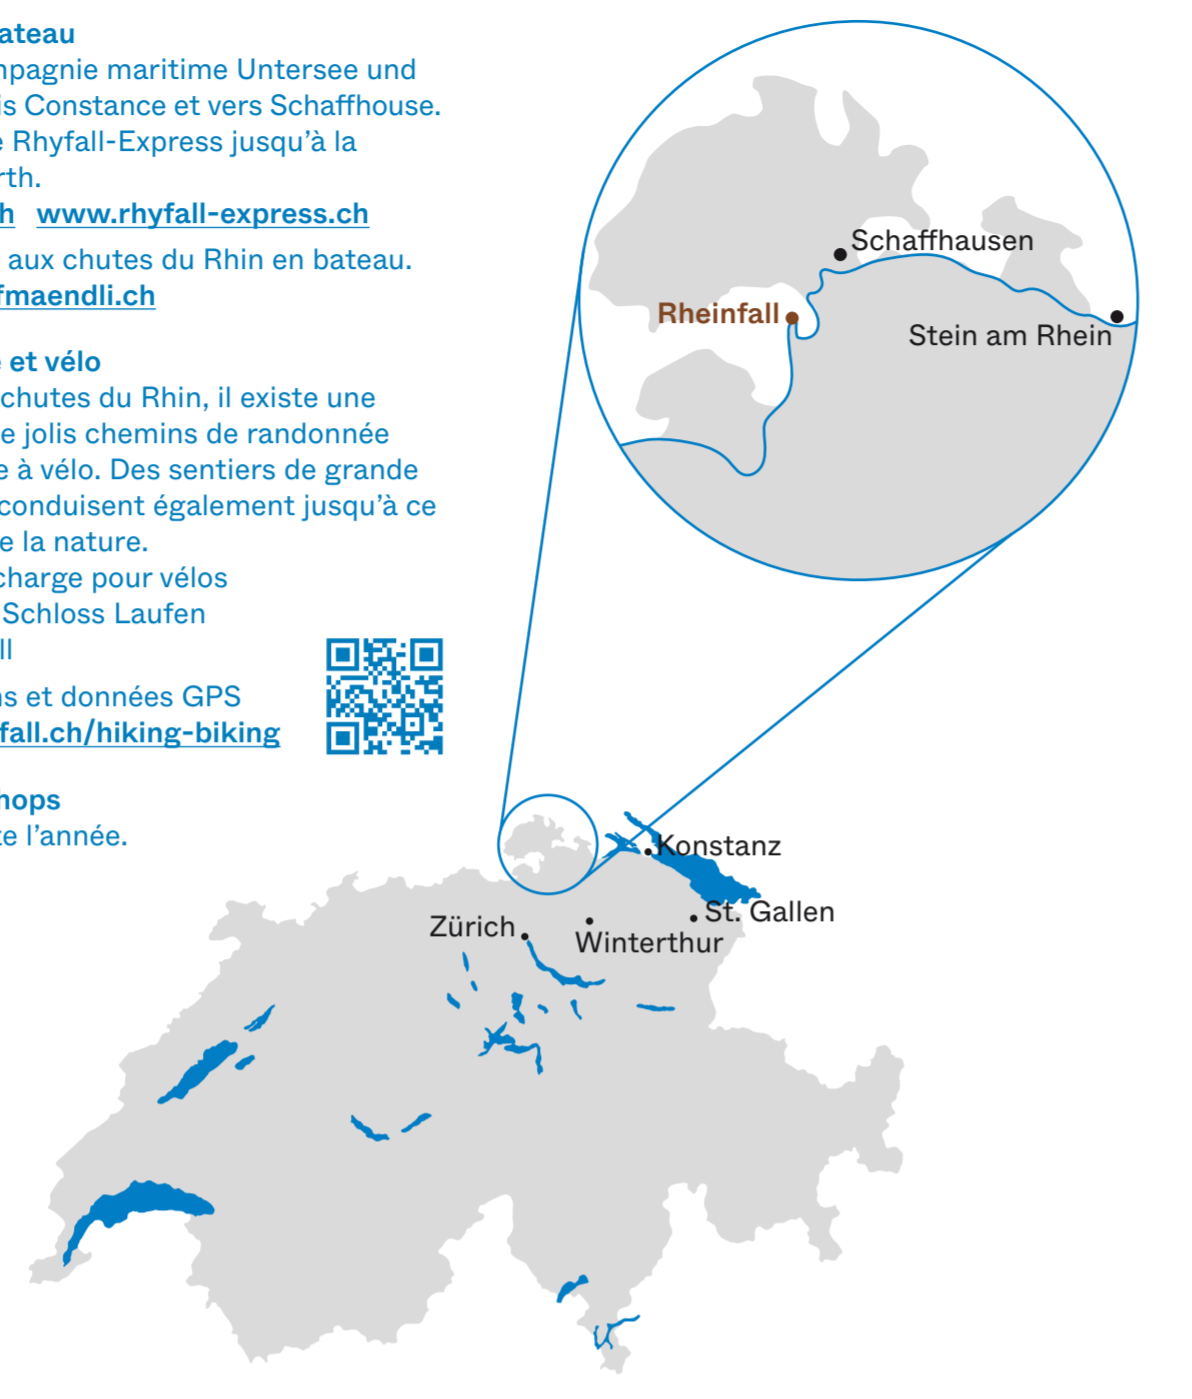 ateau
npagnie maritime Untersee und
is Constance et vers Schaffhouse.
e Rhyfall-Express jusqu'à la
rth.
h www.rhyfall-express.ch
aux chutes du Rhin en bateau.
fmaendli.ch
e et vélo
chutes du Rhin, il existe une
e jolis chemins de randonnée
e à vélo. Des sentiers de grande
conduisent également jusqu'à ce
e la nature.
charge pour vélos
Schloss Laufen
ll
ns et données GPS
fall.ch/hiking-biking
hops
te l'année.
Schaffhausen
Rheinfall
Stein am Rhein
Konstanz
St. Gallen
Zürich
Winterthur